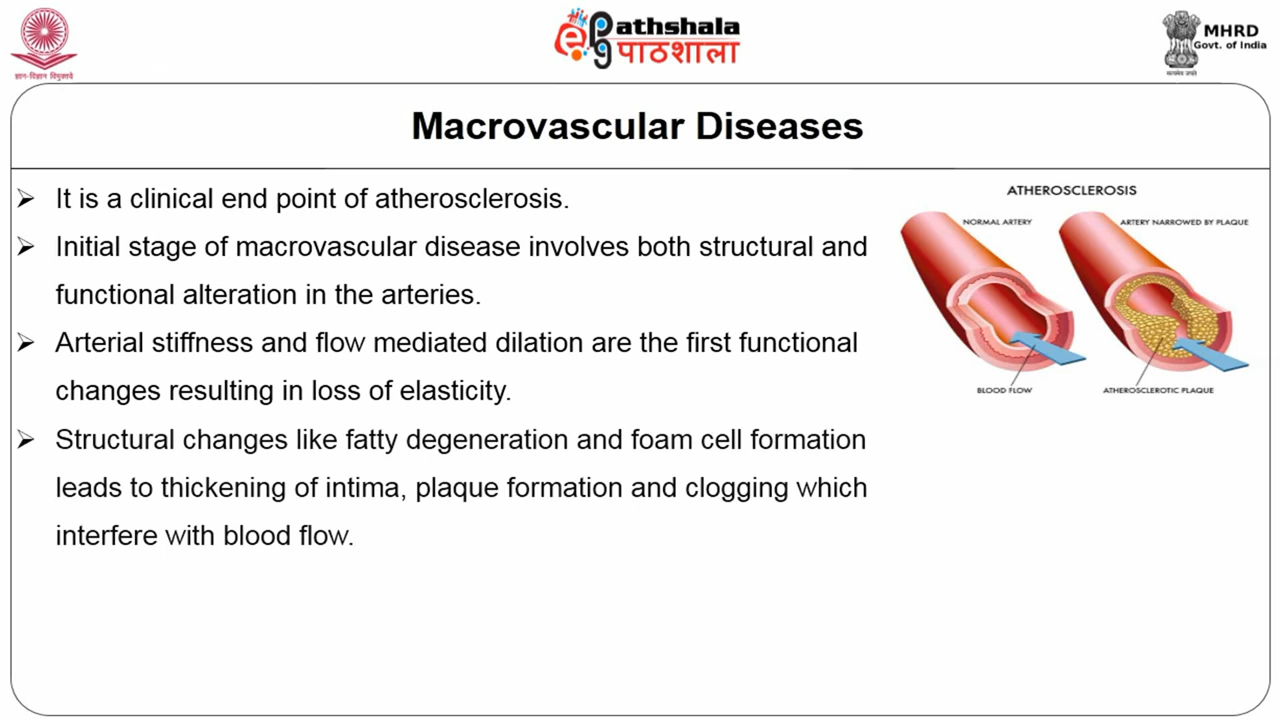 ज्ञान-विज्ञान विमुक्तये
ePathshala
पाठशाला
MHRD
Govt. of India
सत्यमेव जयते
Macrovascular Diseases
➢ It is a clinical end point of atherosclerosis.
➢ Initial stage of macrovascular disease involves both structural and
functional alteration in the arteries.
➢ Arterial stiffness and flow mediated dilation are the first functional
changes resulting in loss of elasticity.
➢ Structural changes like fatty degeneration and foam cell formation
leads to thickening of intima, plaque formation and clogging which
interfere with blood flow.
ATHEROSCLEROSIS
NORMAL ARTERY
ARTERY NARROWED BY PLAQUE
BLOOD FLOW
ATHEROSCLEROTIC PLAQUE